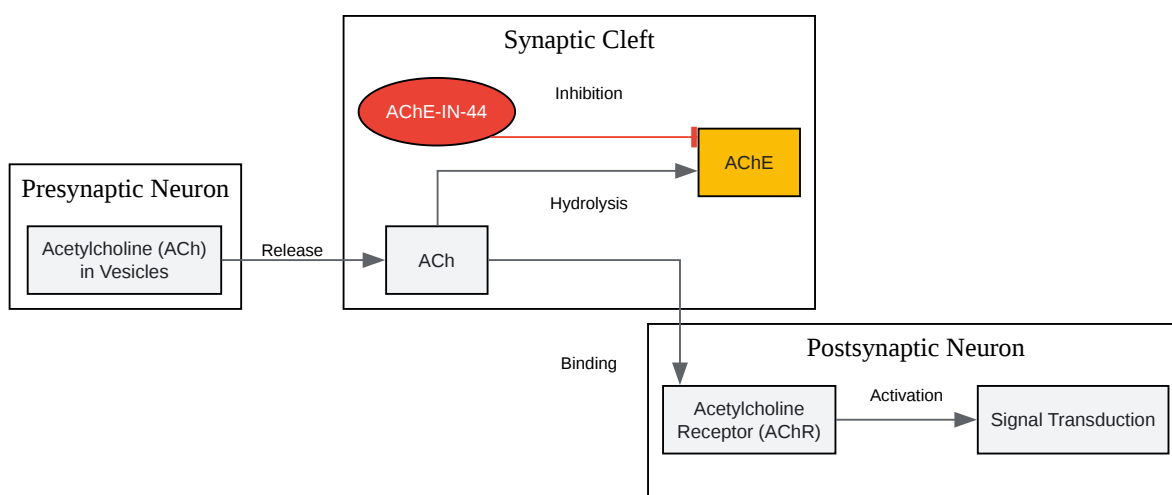 Synaptic Cleft
AChE-IN-44
Inhibition
AChE
Presynaptic Neuron
Hydrolysis
Acetylcholine (ACh)
in Vesicles
Release
ACh
Postsynaptic Neuron
Binding
Acetylcholine
Receptor (AChR)
Activation
Signal Transduction